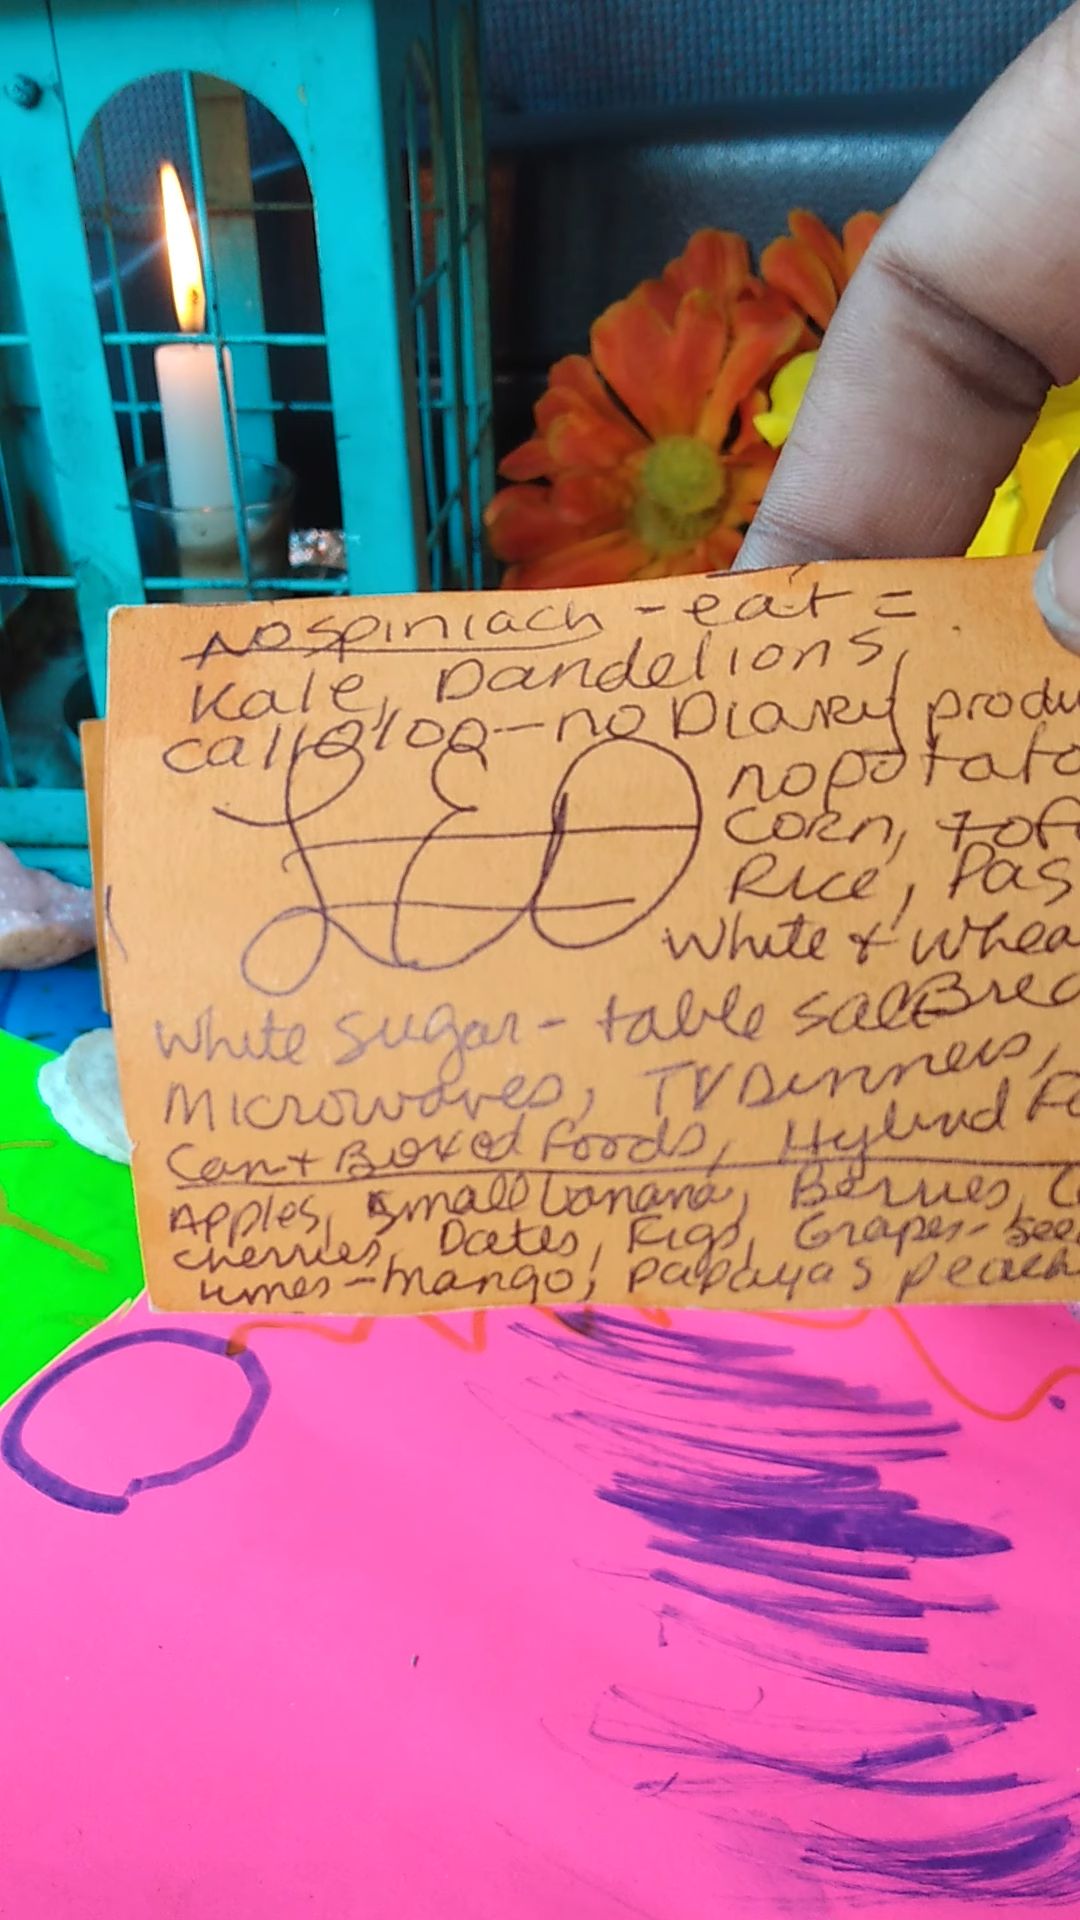 No spiniach - eat =
Kale, Dandelions,
callaloo - no Diary produ
no potato
Corn, tof
Rice, Pas
White & Whea
White sugar - table salt Brea
Microwaves, TV Dinners,
Can + Boxed foods, Hybrid Fo
Apples, small banana, Berries, C
cherries, Dates, Figs, Grapes - see
Limes - mango, papayas peach